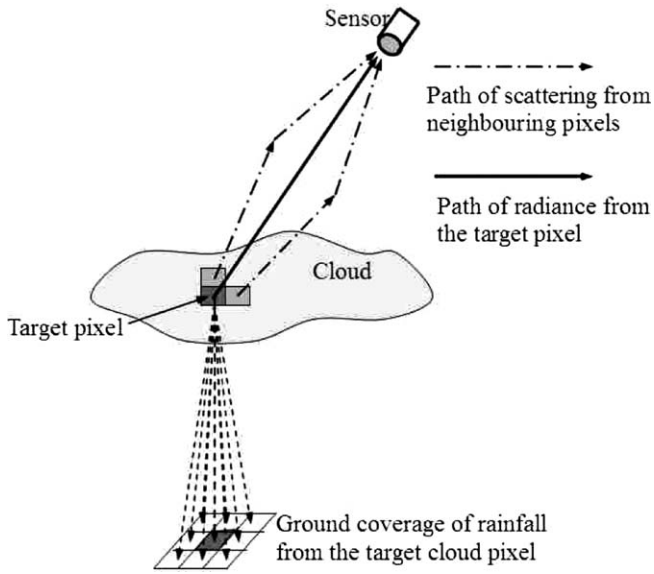 Sensor
Path of scattering from
neighbouring pixels
Path of radiance from
the target pixel
Cloud
Target pixel
Ground coverage of rainfall
from the target cloud pixel